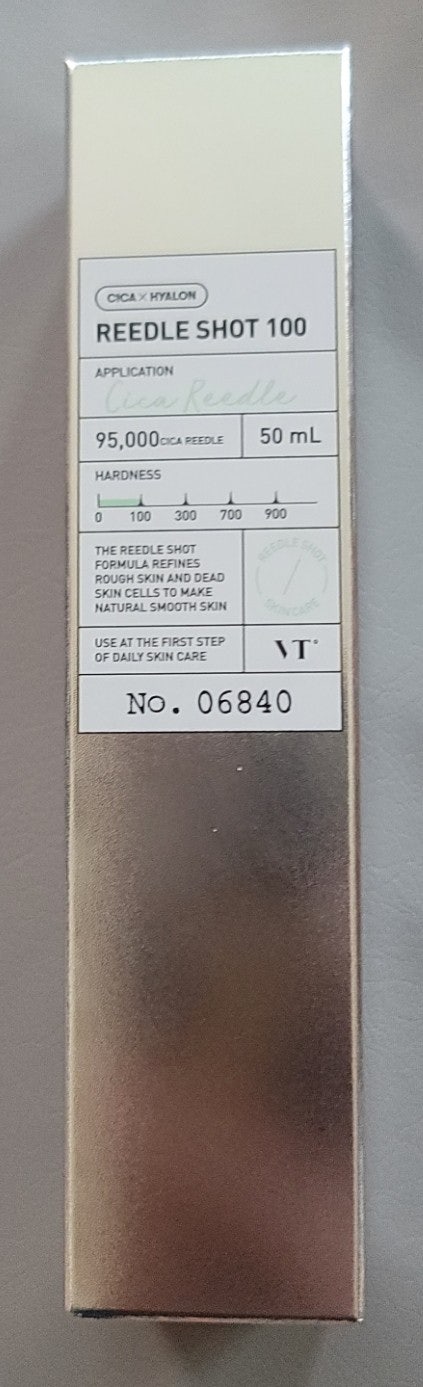 CICA × HYALON
REEDLE SHOT 100
APPLICATION
Cica Reedle
95,000 CICA REEDLE
50 mL
HARDNESS
0 100 300 700 900
THE REEDLE SHOT
FORMULA REFINES
ROUGH SKIN AND DEAD
SKIN CELLS TO MAKE
NATURAL SMOOTH SKIN
REEDLE SHOT
SKINCARE
USE AT THE FIRST STEP
OF DAILY SKIN CARE
VT
No. 06840